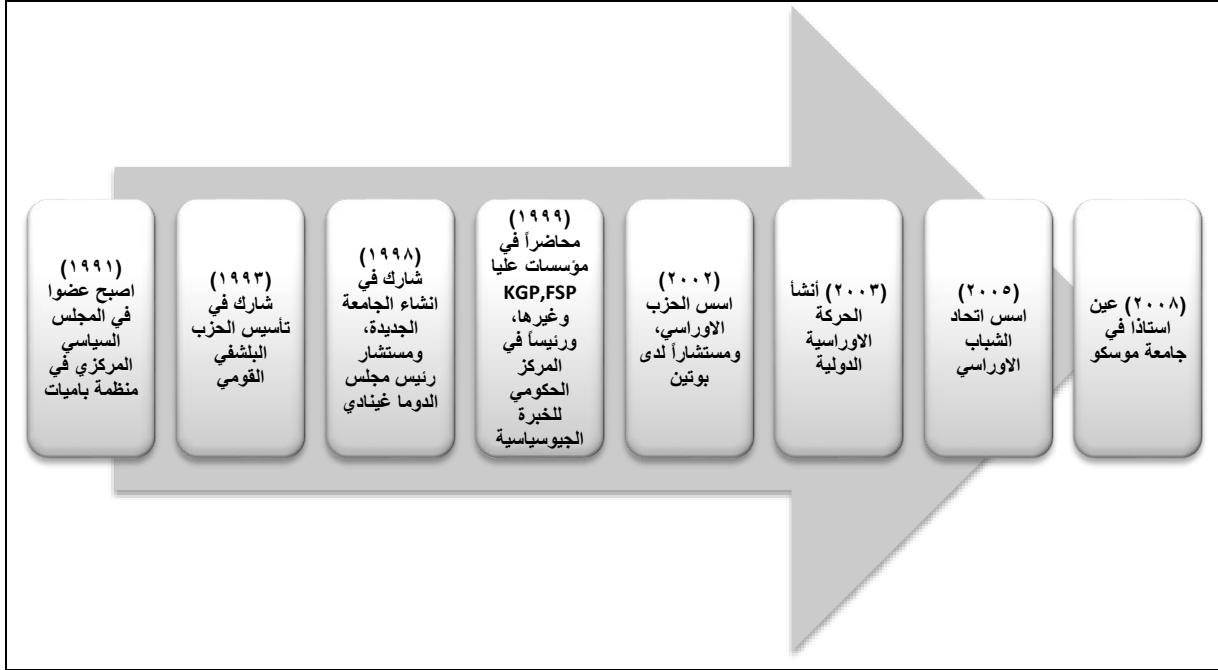 (١٩٩١)
اصبح عضوا
في المجلس
السياسي
المركزي في
منظمة باميات
(١٩٩٣)
شارك في
تأسيس الحزب
البلشفي
القومي
(١٩٩٨)
شارك في
انشاء الجامعة
الجديدة،
ومستشار
رئيس مجلس
الدوما غينادي
(١٩٩٩)
محاضراً في
مؤسسات عليا
KGP,FSP
وغيرها،
ورئيساً في
المركز
الحكومي
للخبرة
الجيوسياسية
(٢٠٠٢)
اسس الحزب
الاوراسي،
ومستشاراً لدى
بوتين
(٢٠٠٣) أنشأ
الحركة
الاوراسية
الدولية
(٢٠٠٥)
اسس اتحاد
الشباب
الاوراسي
(٢٠٠٨) عين
استاذا في
جامعة موسكو